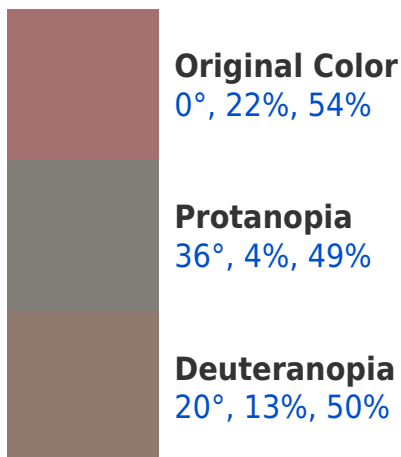 Original Color
0°, 22%, 54%
Protanopia
36°, 4%, 49%
Deuteranopia
20°, 13%, 50%